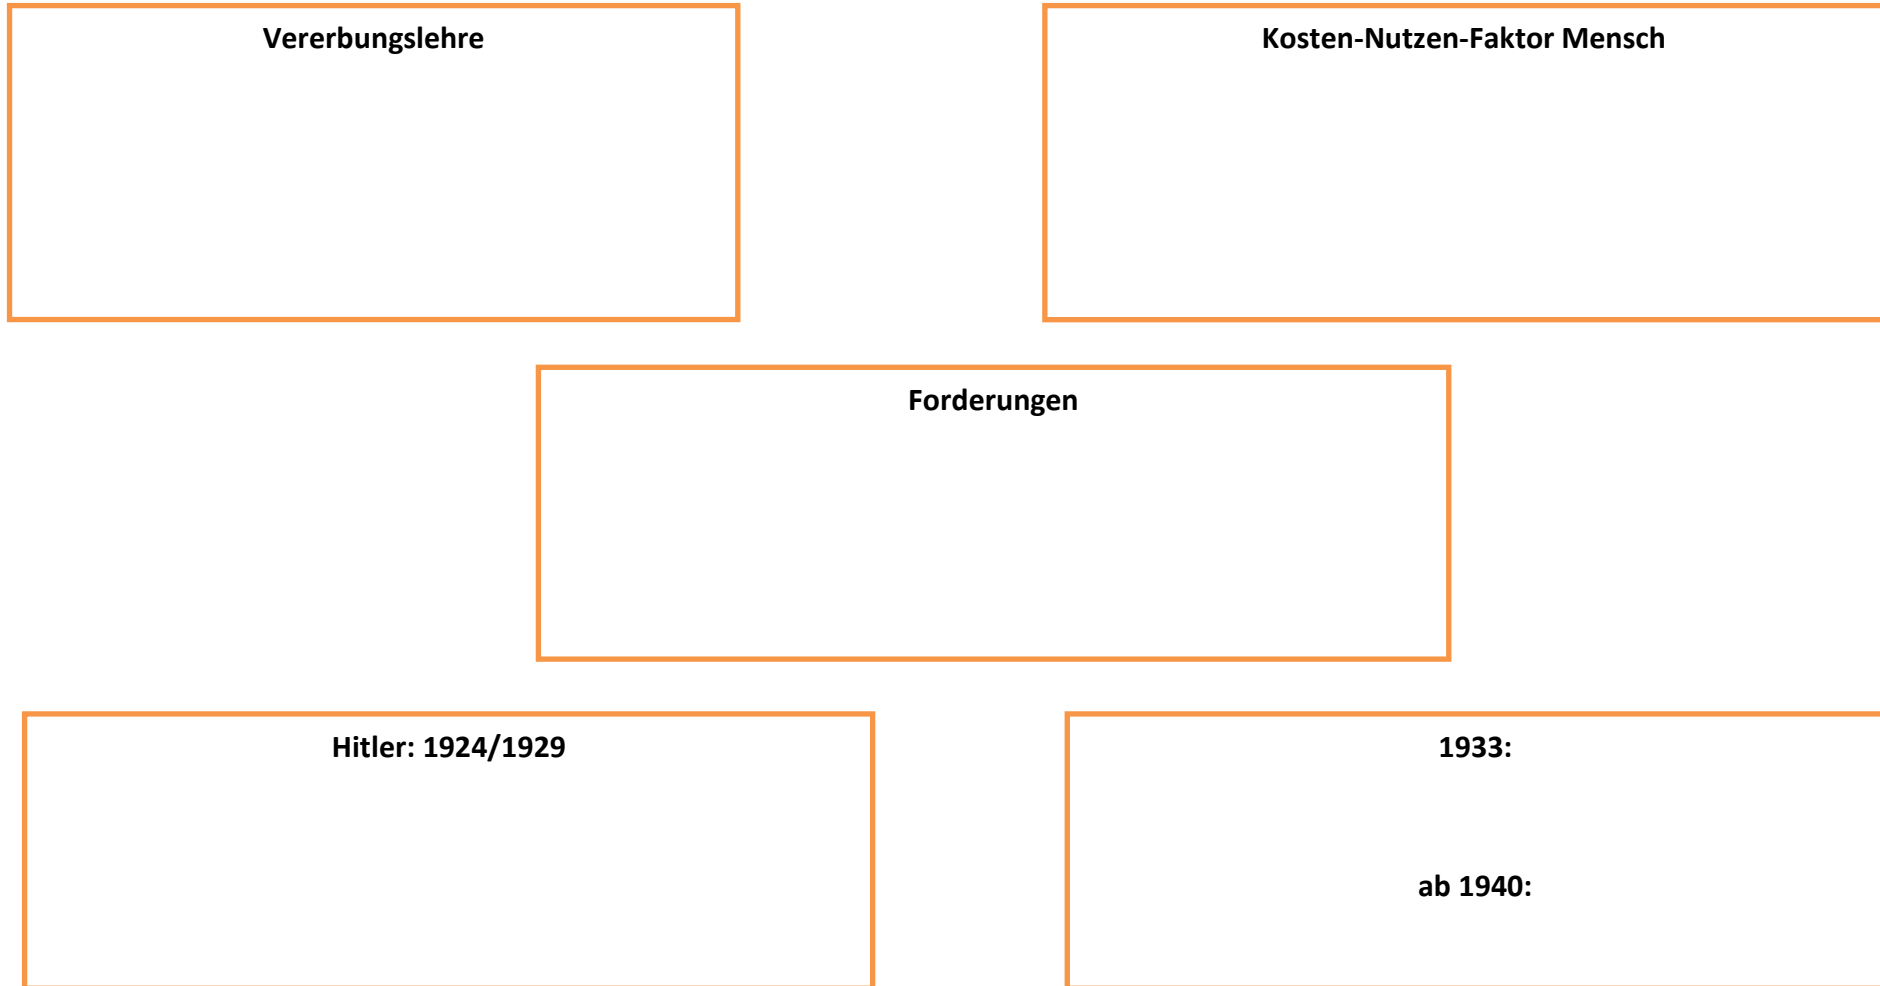 Vererbungslehre
Kosten-Nutzen-Faktor Mensch
Forderungen
Hitler: 1924/1929
1933:
ab 1940: